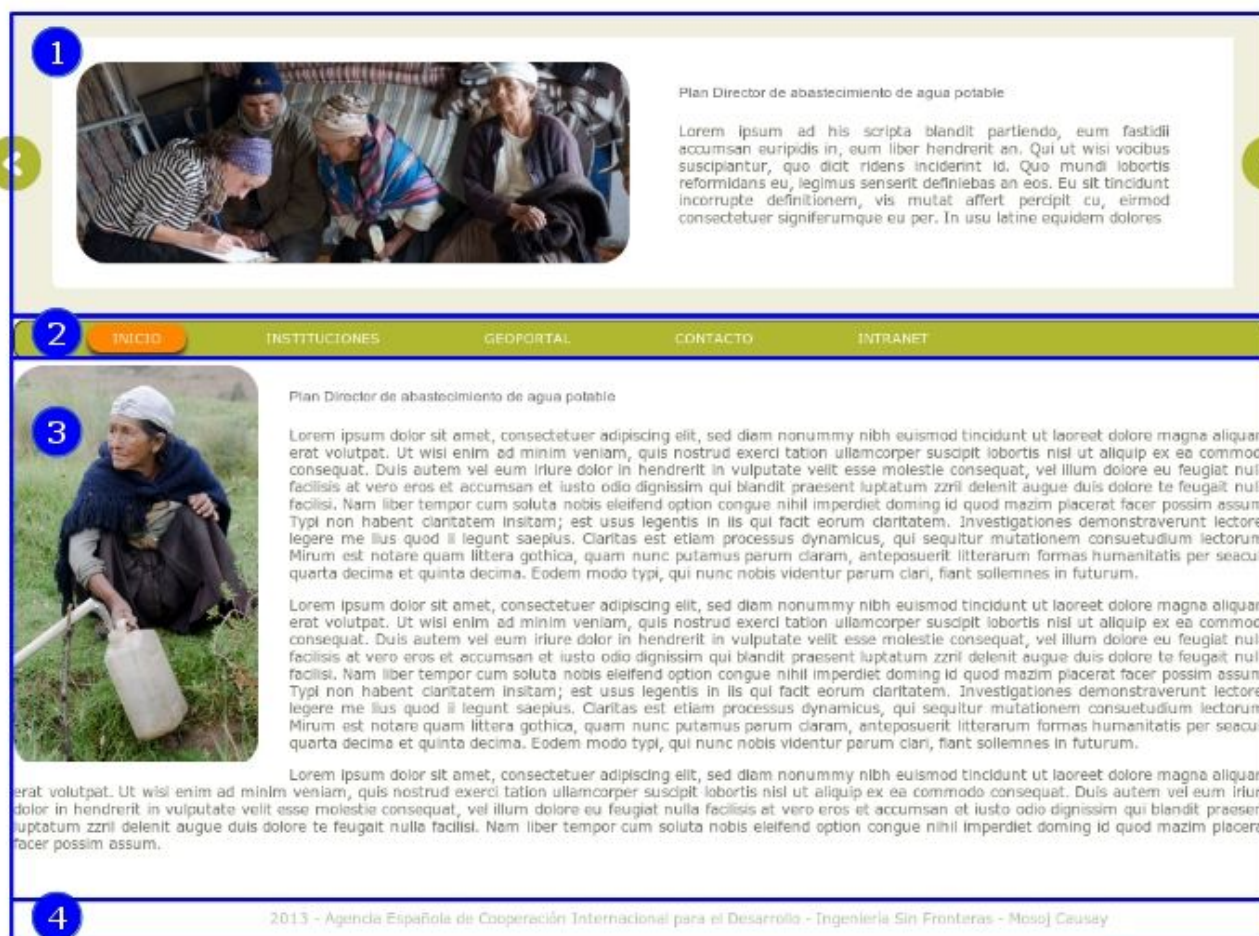 1
Plan Director de abastecimiento de agua potable
Lorem ipsum ad his scripta blandit partiendo, eum fastidii
accumsan euripidis in, eum liber hendrerit an. Qui ut wisi vocibus
suscipiantur, quo dicit ridens inciderint id. Quo mundi lobortis
reformidans eu, legimus senserit definiebas an eos. Eu sit tincidunt
incorrupte definitionem, vis mutat affert percipit cu, eirmod
consectetuer signiferumque eu per. In usu latine equidem dolores
2 INICIO INSTITUCIONES GEOPORTAL CONTACTO INTRANET
3
Plan Director de abastecimiento de agua potable
Lorem ipsum dolor sit amet, consectetuer adipiscing elit, sed diam nonummy nibh euismod tincidunt ut laoreet dolore magna aliquam
erat volutpat. Ut wisi enim ad minim veniam, quis nostrud exerci tation ullamcorper suscipit lobortis nisl ut aliquip ex ea commodo
consequat. Duis autem vel eum iriure dolor in hendrerit in vulputate velit esse molestie consequat, vel illum dolore eu feugiat null
facilisis at vero eros et accumsan et iusto odio dignissim qui blandit praesent luptatum zzril delenit augue duis dolore te feugait null
facilisi. Nam liber tempor cum soluta nobis eleifend option congue nihil imperdiet doming id quod mazim placerat facer possim assum
Typi non habent claritatem insitam; est usus legentis in iis qui facit eorum claritatem. Investigationes demonstraverunt lectore
legere me lius quod ii legunt saepius. Claritas est etiam processus dynamicus, qui sequitur mutationem consuetudium lectorum
Mirum est notare quam littera gothica, quam nunc putamus parum claram, anteposuerit litterarum formas humanitatis per seacul
quarta decima et quinta decima. Eodem modo typi, qui nunc nobis videntur parum clari, fiant sollemnes in futurum.
Lorem ipsum dolor sit amet, consectetuer adipiscing elit, sed diam nonummy nibh euismod tincidunt ut laoreet dolore magna aliquam
erat volutpat. Ut wisi enim ad minim veniam, quis nostrud exerci tation ullamcorper suscipit lobortis nisl ut aliquip ex ea commodo
consequat. Duis autem vel eum iriure dolor in hendrerit in vulputate velit esse molestie consequat, vel illum dolore eu feugiat null
facilisis at vero eros et accumsan et iusto odio dignissim qui blandit praesent luptatum zzril delenit augue duis dolore te feugait null
facilisi. Nam liber tempor cum soluta nobis eleifend option congue nihil imperdiet doming id quod mazim placerat facer possim assum
Typi non habent claritatem insitam; est usus legentis in iis qui facit eorum claritatem. Investigationes demonstraverunt lectore
legere me lius quod ii legunt saepius. Claritas est etiam processus dynamicus, qui sequitur mutationem consuetudium lectorum
Mirum est notare quam littera gothica, quam nunc putamus parum claram, anteposuerit litterarum formas humanitatis per seacul
quarta decima et quinta decima. Eodem modo typi, qui nunc nobis videntur parum clari, fiant sollemnes in futurum.
Lorem ipsum dolor sit amet, consectetuer adipiscing elit, sed diam nonummy nibh euismod tincidunt ut laoreet dolore magna aliquam
erat volutpat. Ut wisi enim ad minim veniam, quis nostrud exerci tation ullamcorper suscipit lobortis nisl ut aliquip ex ea commodo consequat. Duis autem vel eum iriur
dolor in hendrerit in vulputate velit esse molestie consequat, vel illum dolore eu feugiat nulla facilisis at vero eros et accumsan et iusto odio dignissim qui blandit praesen
luptatum zzril delenit augue duis dolore te feugait nulla facilisi. Nam liber tempor cum soluta nobis eleifend option congue nihil imperdiet doming id quod mazim placera
facer possim assum.
4 2013 - Agencia Española de Cooperación Internacional para el Desarrollo - Ingeniería Sin Fronteras - Mosoj Causay